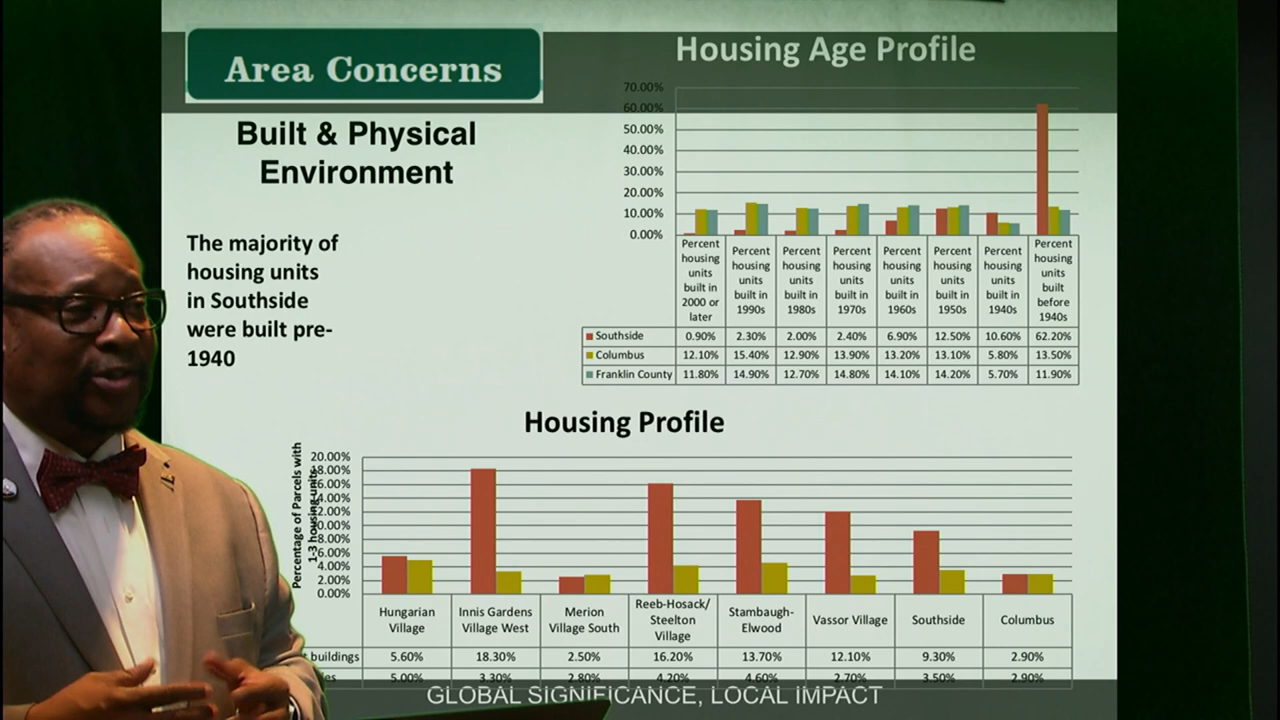 Area Concerns
Built & Physical
Environment
The majority of
housing units
in Southside
were built pre-
1940
Housing Age Profile
70.00%
60.00%
50.00%
40.00%
30.00%
20.00%
10.00%
0.00%
Percent housing units built in 2000 or later
Percent housing units built in 1990s
Percent housing units built in 1980s
Percent housing units built in 1970s
Percent housing units built in 1960s
Percent housing units built in 1950s
Percent housing units built in 1940s
Percent housing units built before 1940s
Southside 0.90% 2.30% 2.00% 2.40% 6.90% 12.50% 10.60% 62.20%
Columbus 12.10% 15.40% 12.90% 13.90% 13.20% 13.10% 5.80% 13.50%
Franklin County 11.80% 14.90% 12.70% 14.80% 14.10% 14.20% 5.70% 11.90%
Housing Profile
Percentage of Parcels with
1-3 housing units
20.00%
18.00%
6.00%
4.00%
2.00%
0.00%
Hungarian Village
Innis Gardens Village West
Merion Village South
Reeb-Hosack/ Steelton Village
Stambaugh-Elwood
Vassor Village
Southside
Columbus
buildings 5.60% 18.30% 2.50% 16.20% 13.70% 12.10% 9.30% 2.90%
5.00% 3.30% 2.80% 4.20% 4.60% 2.70% 3.50% 2.90%
GLOBAL SIGNIFICANCE, LOCAL IMPACT